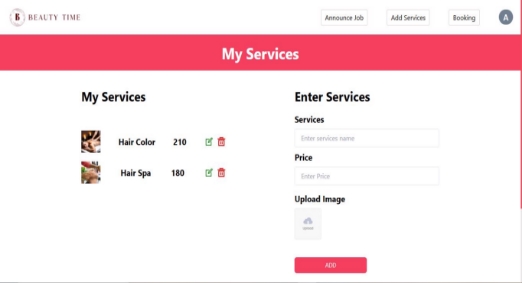 B BEAUTY TIME
Announce Job
Add Services
Booking
A
My Services
My Services
Hair Color 210
Hair Spa 180
Enter Services
Services
Enter services name
Price
Enter Price
Upload Image
upload
ADD